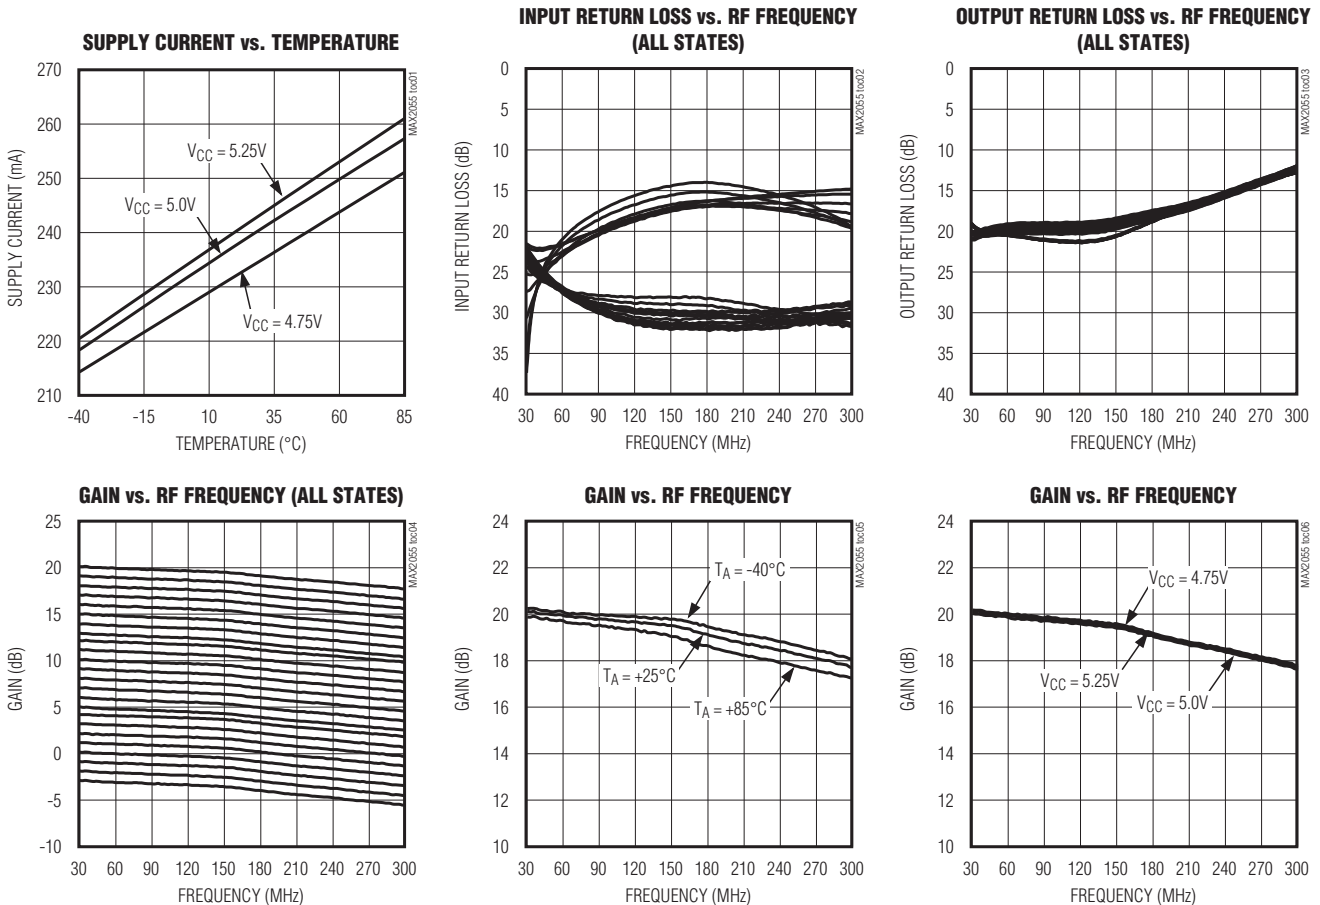 SUPPLY CURRENT vs. TEMPERATURE
270
260
250
240
230
220
210
SUPPLY CURRENT (mA)
VCC = 5.25V
VCC = 5.0V
VCC = 4.75V
-40 -15 10 35 60 85
TEMPERATURE (°C)
MAX2055 toc01
INPUT RETURN LOSS vs. RF FREQUENCY
(ALL STATES)
0
5
10
15
20
25
30
35
40
INPUT RETURN LOSS (dB)
30 60 90 120 150 180 210 240 270 300
FREQUENCY (MHz)
MAX2055 toc02
OUTPUT RETURN LOSS vs. RF FREQUENCY
(ALL STATES)
0
5
10
15
20
25
30
35
40
OUTPUT RETURN LOSS (dB)
30 60 90 120 150 180 210 240 270 300
FREQUENCY (MHz)
MAX2055 toc03
GAIN vs. RF FREQUENCY (ALL STATES)
25
20
15
10
5
0
-5
-10
GAIN (dB)
30 60 90 120 150 180 210 240 270 300
FREQUENCY (MHz)
MAX2055 toc04
GAIN vs. RF FREQUENCY
24
22
20
18
16
14
12
10
GAIN (dB)
TA = -40°C
TA = +25°C
TA = +85°C
30 60 90 120 150 180 210 240 270 300
FREQUENCY (MHz)
MAX2055 toc05
GAIN vs. RF FREQUENCY
24
22
20
18
16
14
12
10
GAIN (dB)
VCC = 4.75V
VCC = 5.25V
VCC = 5.0V
30 60 90 120 150 180 210 240 270 300
FREQUENCY (MHz)
MAX2055 toc06